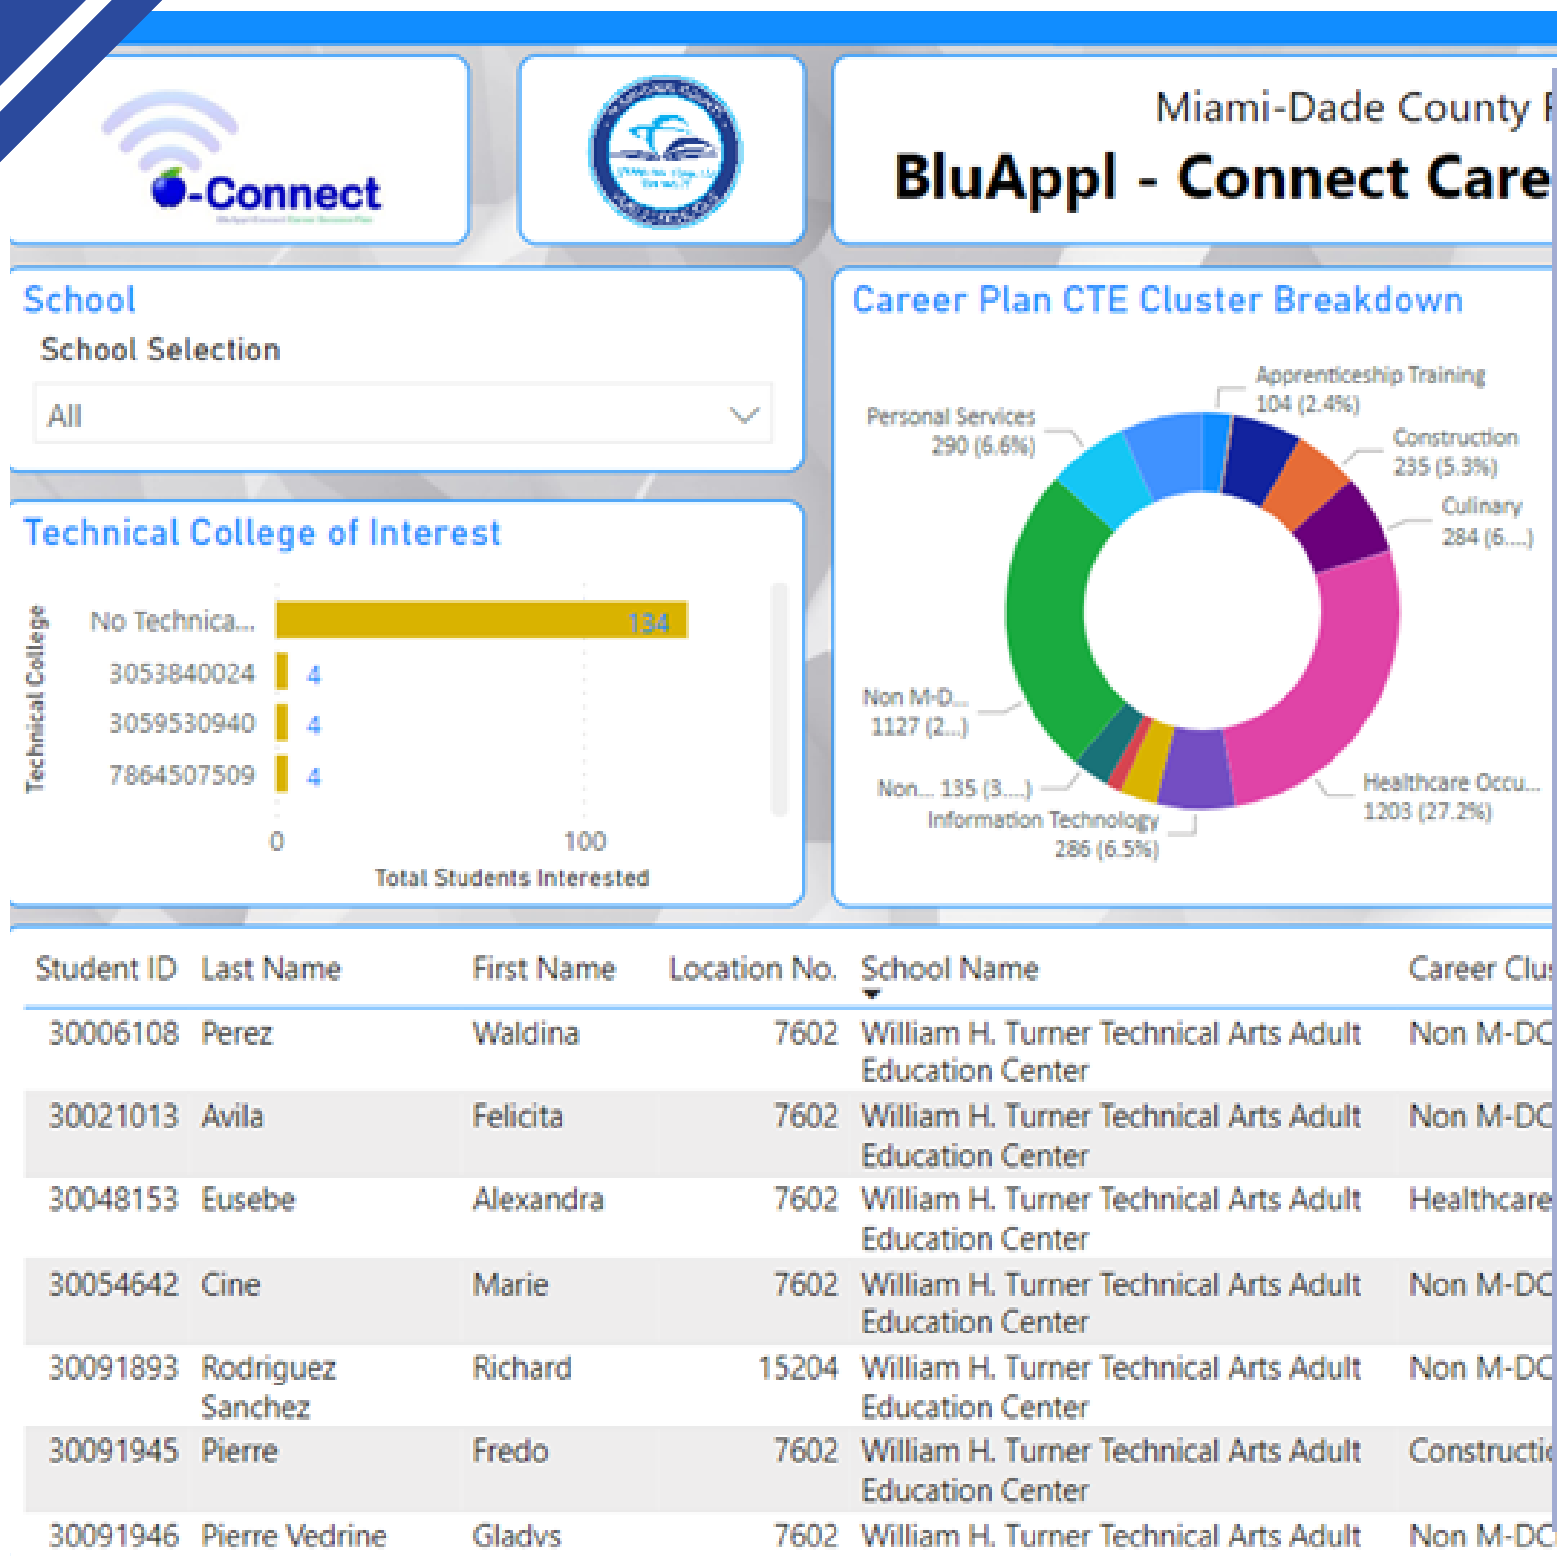 -Connect
Miami-Dade County
BluAppl - Connect Care
School
School Selection
All
Technical College of Interest
Technical College
No Technica...
134
3053840024
4
3059530940
4
7864507509
4
0
100
Total Students Interested
Career Plan CTE Cluster Breakdown
Apprenticeship Training
104 (2.4%)
Personal Services
290 (6.6%)
Construction
235 (5.3%)
Culinary
284 (6....)
Non M-D...
1127 (2...)
Non... 135 (3....)
Information Technology
286 (6.5%)
Healthcare Occu...
1203 (27.2%)
Student ID Last Name First Name Location No. School Name Career Clus
30006108 Perez Waldina 7602 William H. Turner Technical Arts Adult Non M-DC
Education Center
30021013 Avila Felicita 7602 William H. Turner Technical Arts Adult Non M-DC
Education Center
30048153 Eusebe Alexandra 7602 William H. Turner Technical Arts Adult Healthcare
Education Center
30054642 Cine Marie 7602 William H. Turner Technical Arts Adult Non M-DC
Education Center
30091893 Rodriguez Richard 15204 William H. Turner Technical Arts Adult Non M-DC
Sanchez Education Center
30091945 Pierre Fredo 7602 William H. Turner Technical Arts Adult Constructio
Education Center
30091946 Pierre Vedrine Gladys 7602 William H. Turner Technical Arts Adult Non M-DC